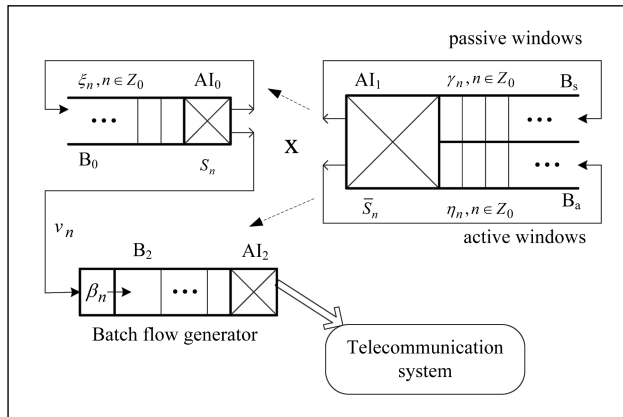 passive windows
ξₙ, n ∈ Z₀
AI₀
AI₁
γₙ, n ∈ Z₀
Bₛ
•••
•••
B₀
Sₙ
X
•••
S̅ₙ
ηₙ, n ∈ Z₀
Bₐ
active windows
νₙ
B₂
AI₂
βₙ
•••
Batch flow generator
Telecommunication
system